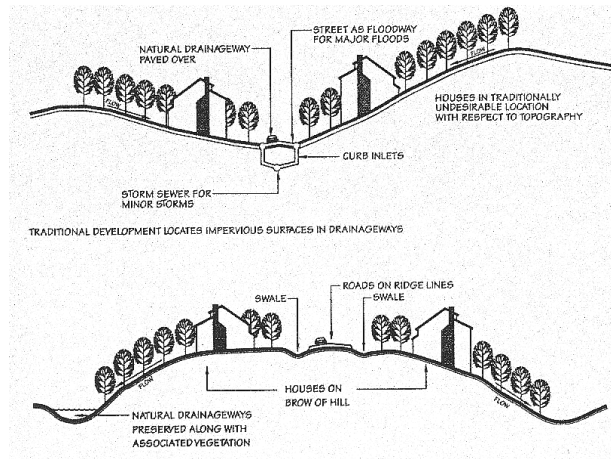 STREET AS FLOODWAY
FOR MAJOR FLOODS
NATURAL DRAINAGEWAY
PAVED OVER
FLOW
FLOW
HOUSES IN TRADITIONALLY
UNDESIRABLE LOCATION
WITH RESPECT TO TOPOGRAPHY
CURB INLETS
STORM SEWER FOR
MINOR STORMS
TRADITIONAL DEVELOPMENT LOCATES IMPERVIOUS SURFACES IN DRAINAGEWAYS
ROADS ON RIDGE LINES
SWALE
SWALE
FLOW
HOUSES ON
BROW OF HILL
FLOW
NATURAL DRAINAGEWAYS
PRESERVED ALONG WITH
ASSOCIATED VEGETATION